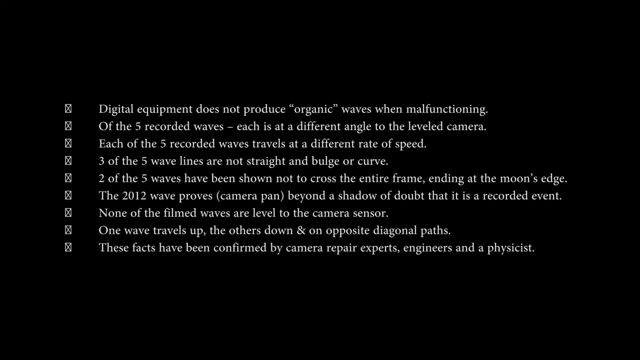 Digital equipment does not produce “organic” waves when malfunctioning.
Of the 5 recorded waves – each is at a different angle to the leveled camera.
Each of the 5 recorded waves travels at a different rate of speed.
3 of the 5 wave lines are not straight and bulge or curve.
2 of the 5 waves have been shown not to cross the entire frame, ending at the moon's edge.
The 2012 wave proves (camera pan) beyond a shadow of doubt that it is a recorded event.
None of the filmed waves are level to the camera sensor.
One wave travels up, the others down & on opposite diagonal paths.
These facts have been confirmed by camera repair experts, engineers and a physicist.